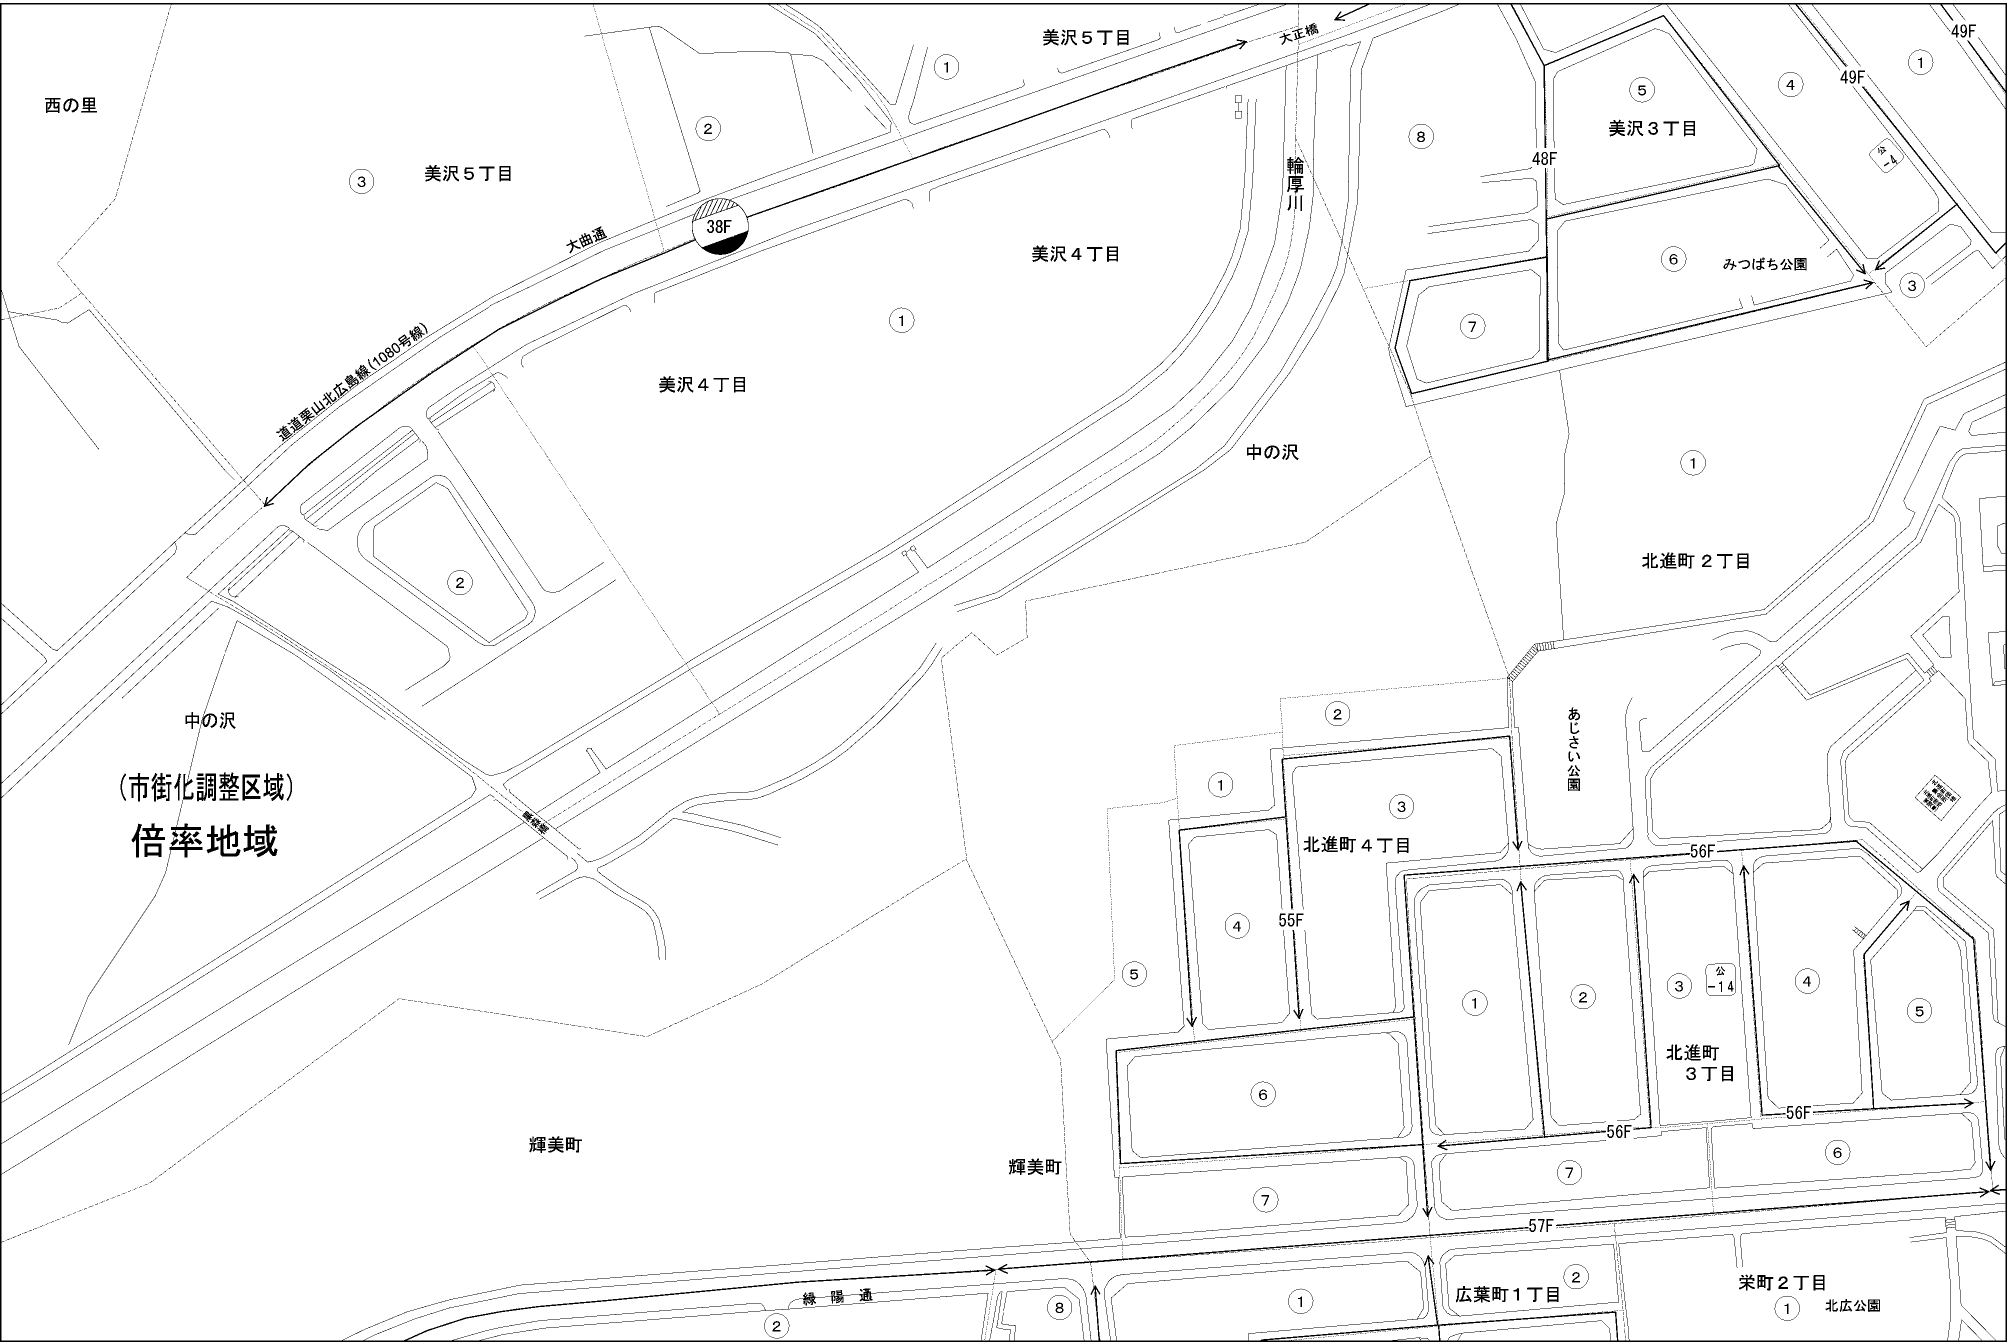 美沢５丁目
大正橋
49F
西の里
①
④
49F
①
②
⑤
美沢３丁目
⑧
公
-4
③
美沢５丁目
48F
輪厚川
38F
大曲通
美沢４丁目
⑥
みつばち公園
③
①
⑦
道道栗山北広島線(1080号線)
美沢４丁目
中の沢
①
②
北進町２丁目
中の沢
②
あじさい公園
(市街化調整区域)
倍率地域
①
③
北進町４丁目
56F
④
55F
⑤
①
②
③
公
-14
④
⑤
北進町
３丁目
⑥
56F
56F
輝美町
輝美町
⑦
⑦
⑥
57F
緑陽通
②
⑧
①
広葉町１丁目
②
栄町２丁目
①
北広公園